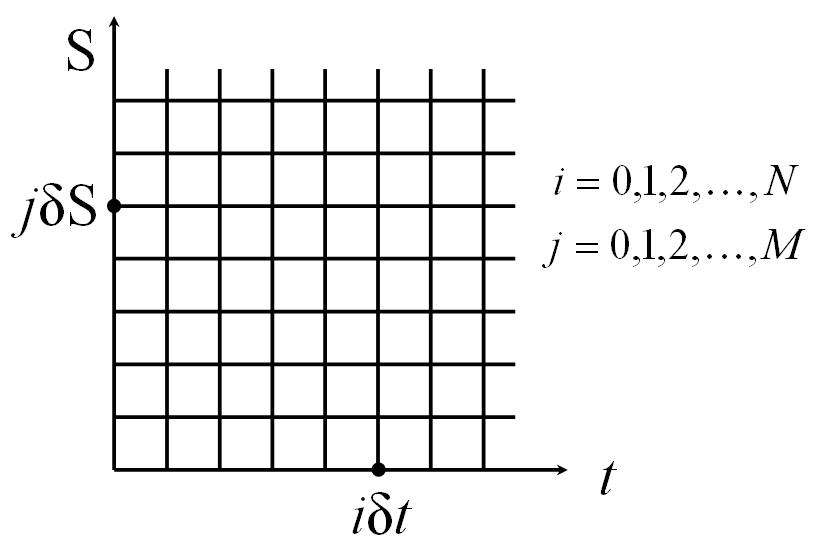 S
jδS
i = 0,1,2,…,N
j = 0,1,2,…,M
t
iδt